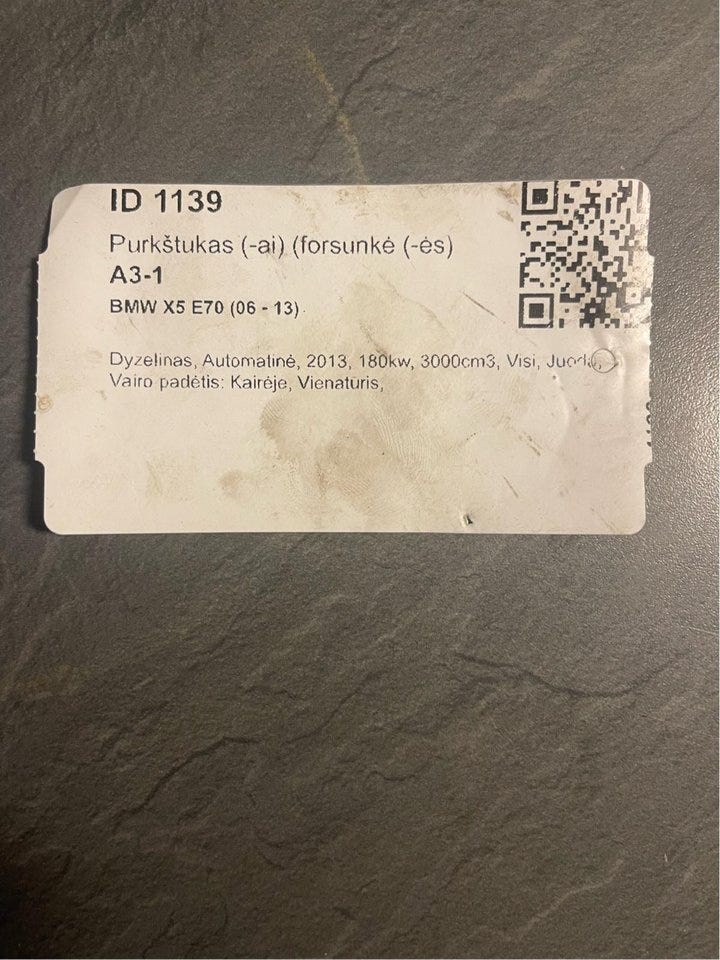 ID 1139
Purkštukas (-ai) (forsunkė (-ės)
A3-1
BMW X5 E70 (06 - 13)
Dyzelinas, Automatinė, 2013, 180kw, 3000cm3, Visi,
Vairo padėtis: Kairėje, Vienatūris,